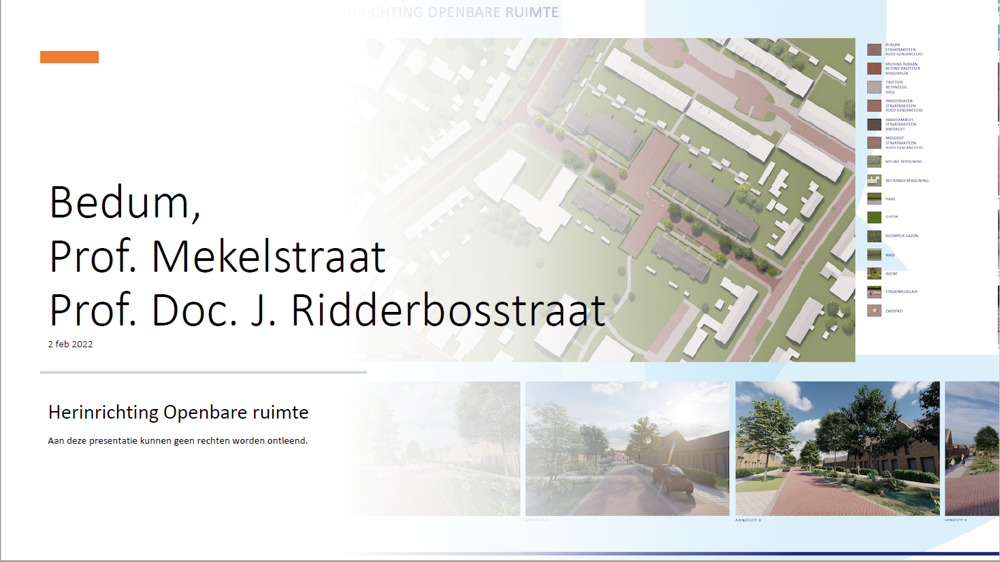 INRICHTING OPENBARE RUIMTE
Bedum,
Prof. Mekelstraat
Prof. Doc. J. Ridderbosstraat
2 feb 2022
Herinrichting Openbare ruimte
Aan deze presentatie kunnen geen rechten worden ontleend.
RIJBAAN
STRAATBAKSTEEN
ROOD GENUANCEERD
KRUISING RIJBAAN
BETONSTRAATSTEEN
ROOD/BRUIN
TROTTOIR
BETONTEGEL
GRIJS
PARKEERHAVEN
STRAATBAKSTEEN
ROOD GENUANCEERD
PARKEERVAKJES
STRAATBAKSTEEN
ANTRACIET
MOLGOOT
STRAATBAKSTEEN
ROOD GENUANCEERD
NIEUWE BEBOUWING
BESTAANDE BEBOUWING
HAAG
GAZON
BLOEMRIJK GAZON
WADI
BOOM
STRAATMEUBILAIR
ZWERFKEI
AANZICHT 2
AANZICHT 3
AANZICHT 4